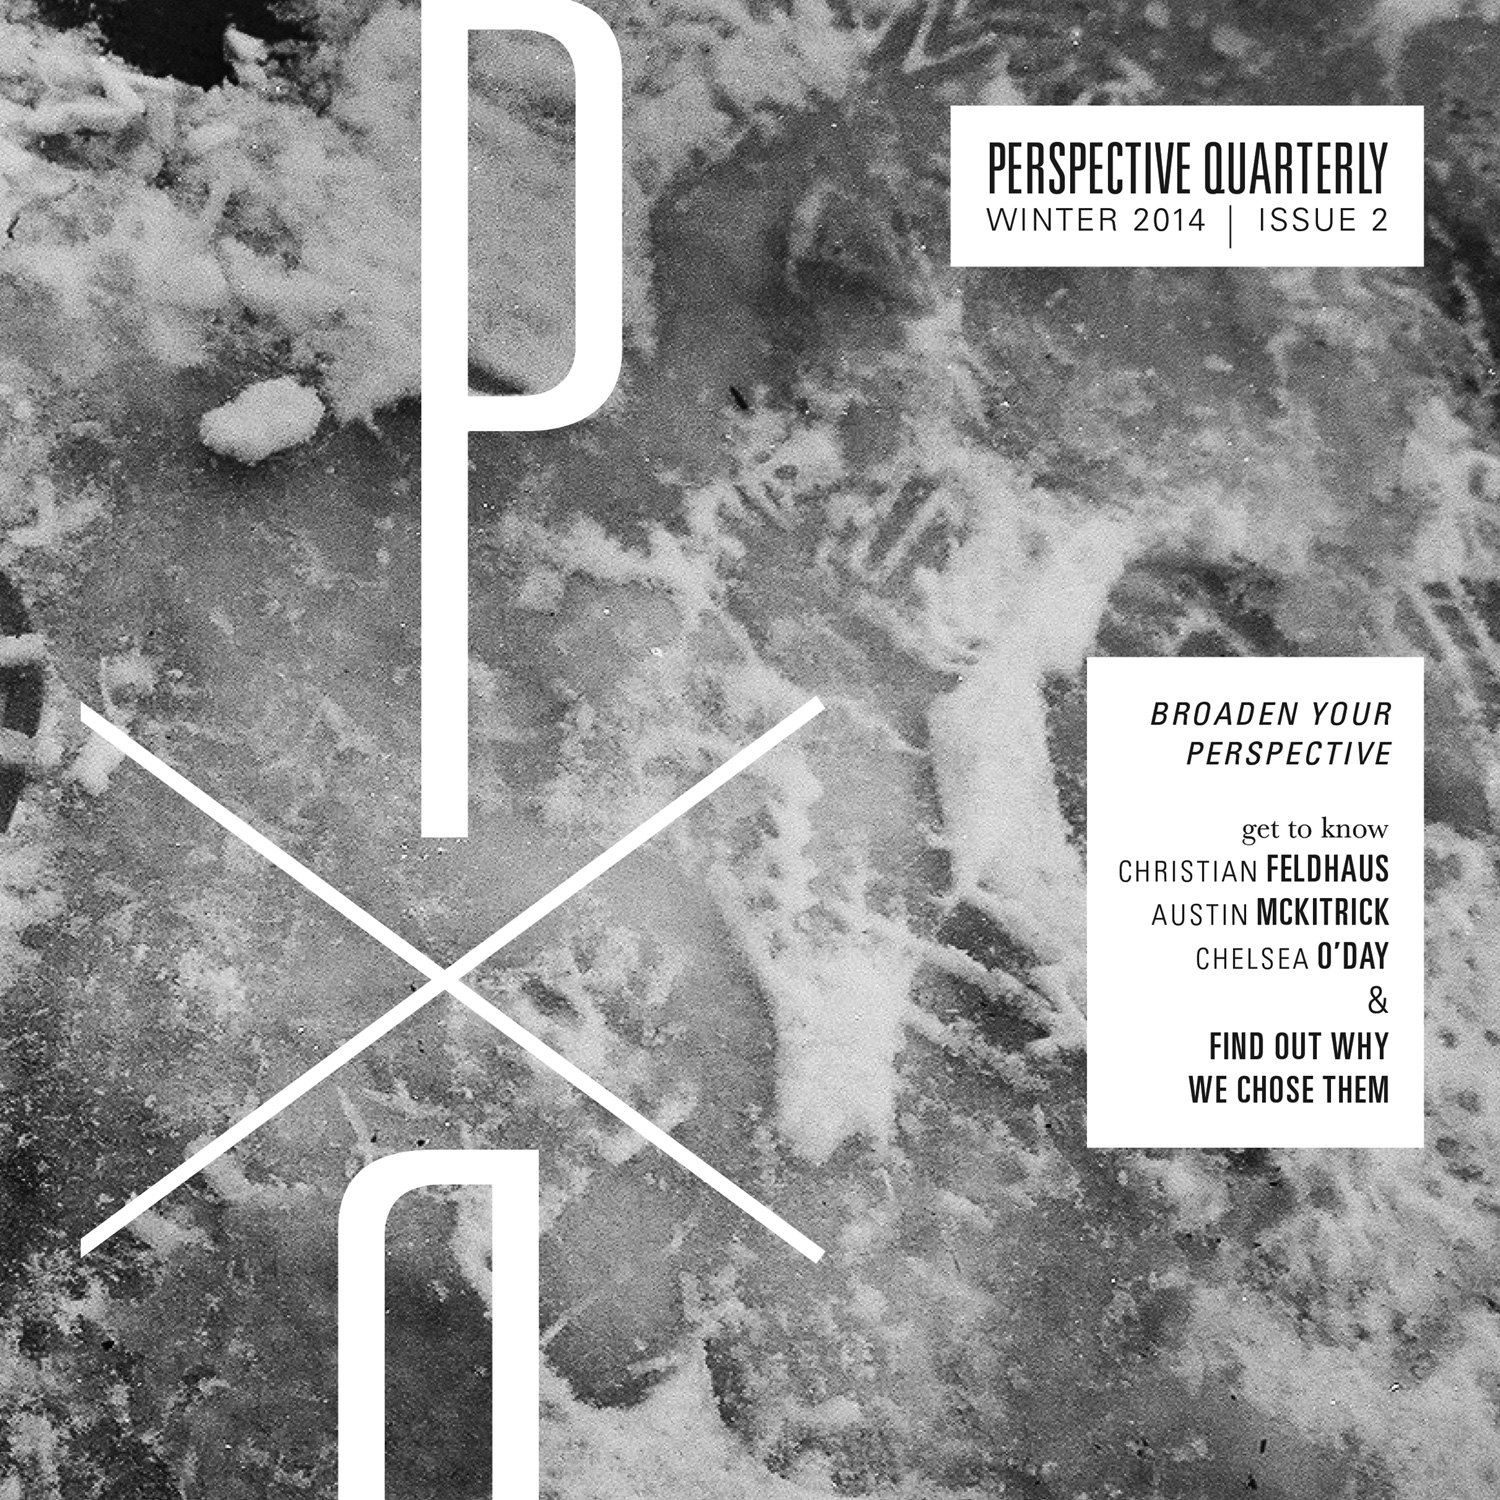 P
PERSPECTIVE QUARTERLY
WINTER 2014 | ISSUE 2
BROADEN YOUR
PERSPECTIVE
get to know
CHRISTIAN FELDHAUS
AUSTIN MCKITRICK
CHELSEA O'DAY
&
FIND OUT WHY
WE CHOSE THEM